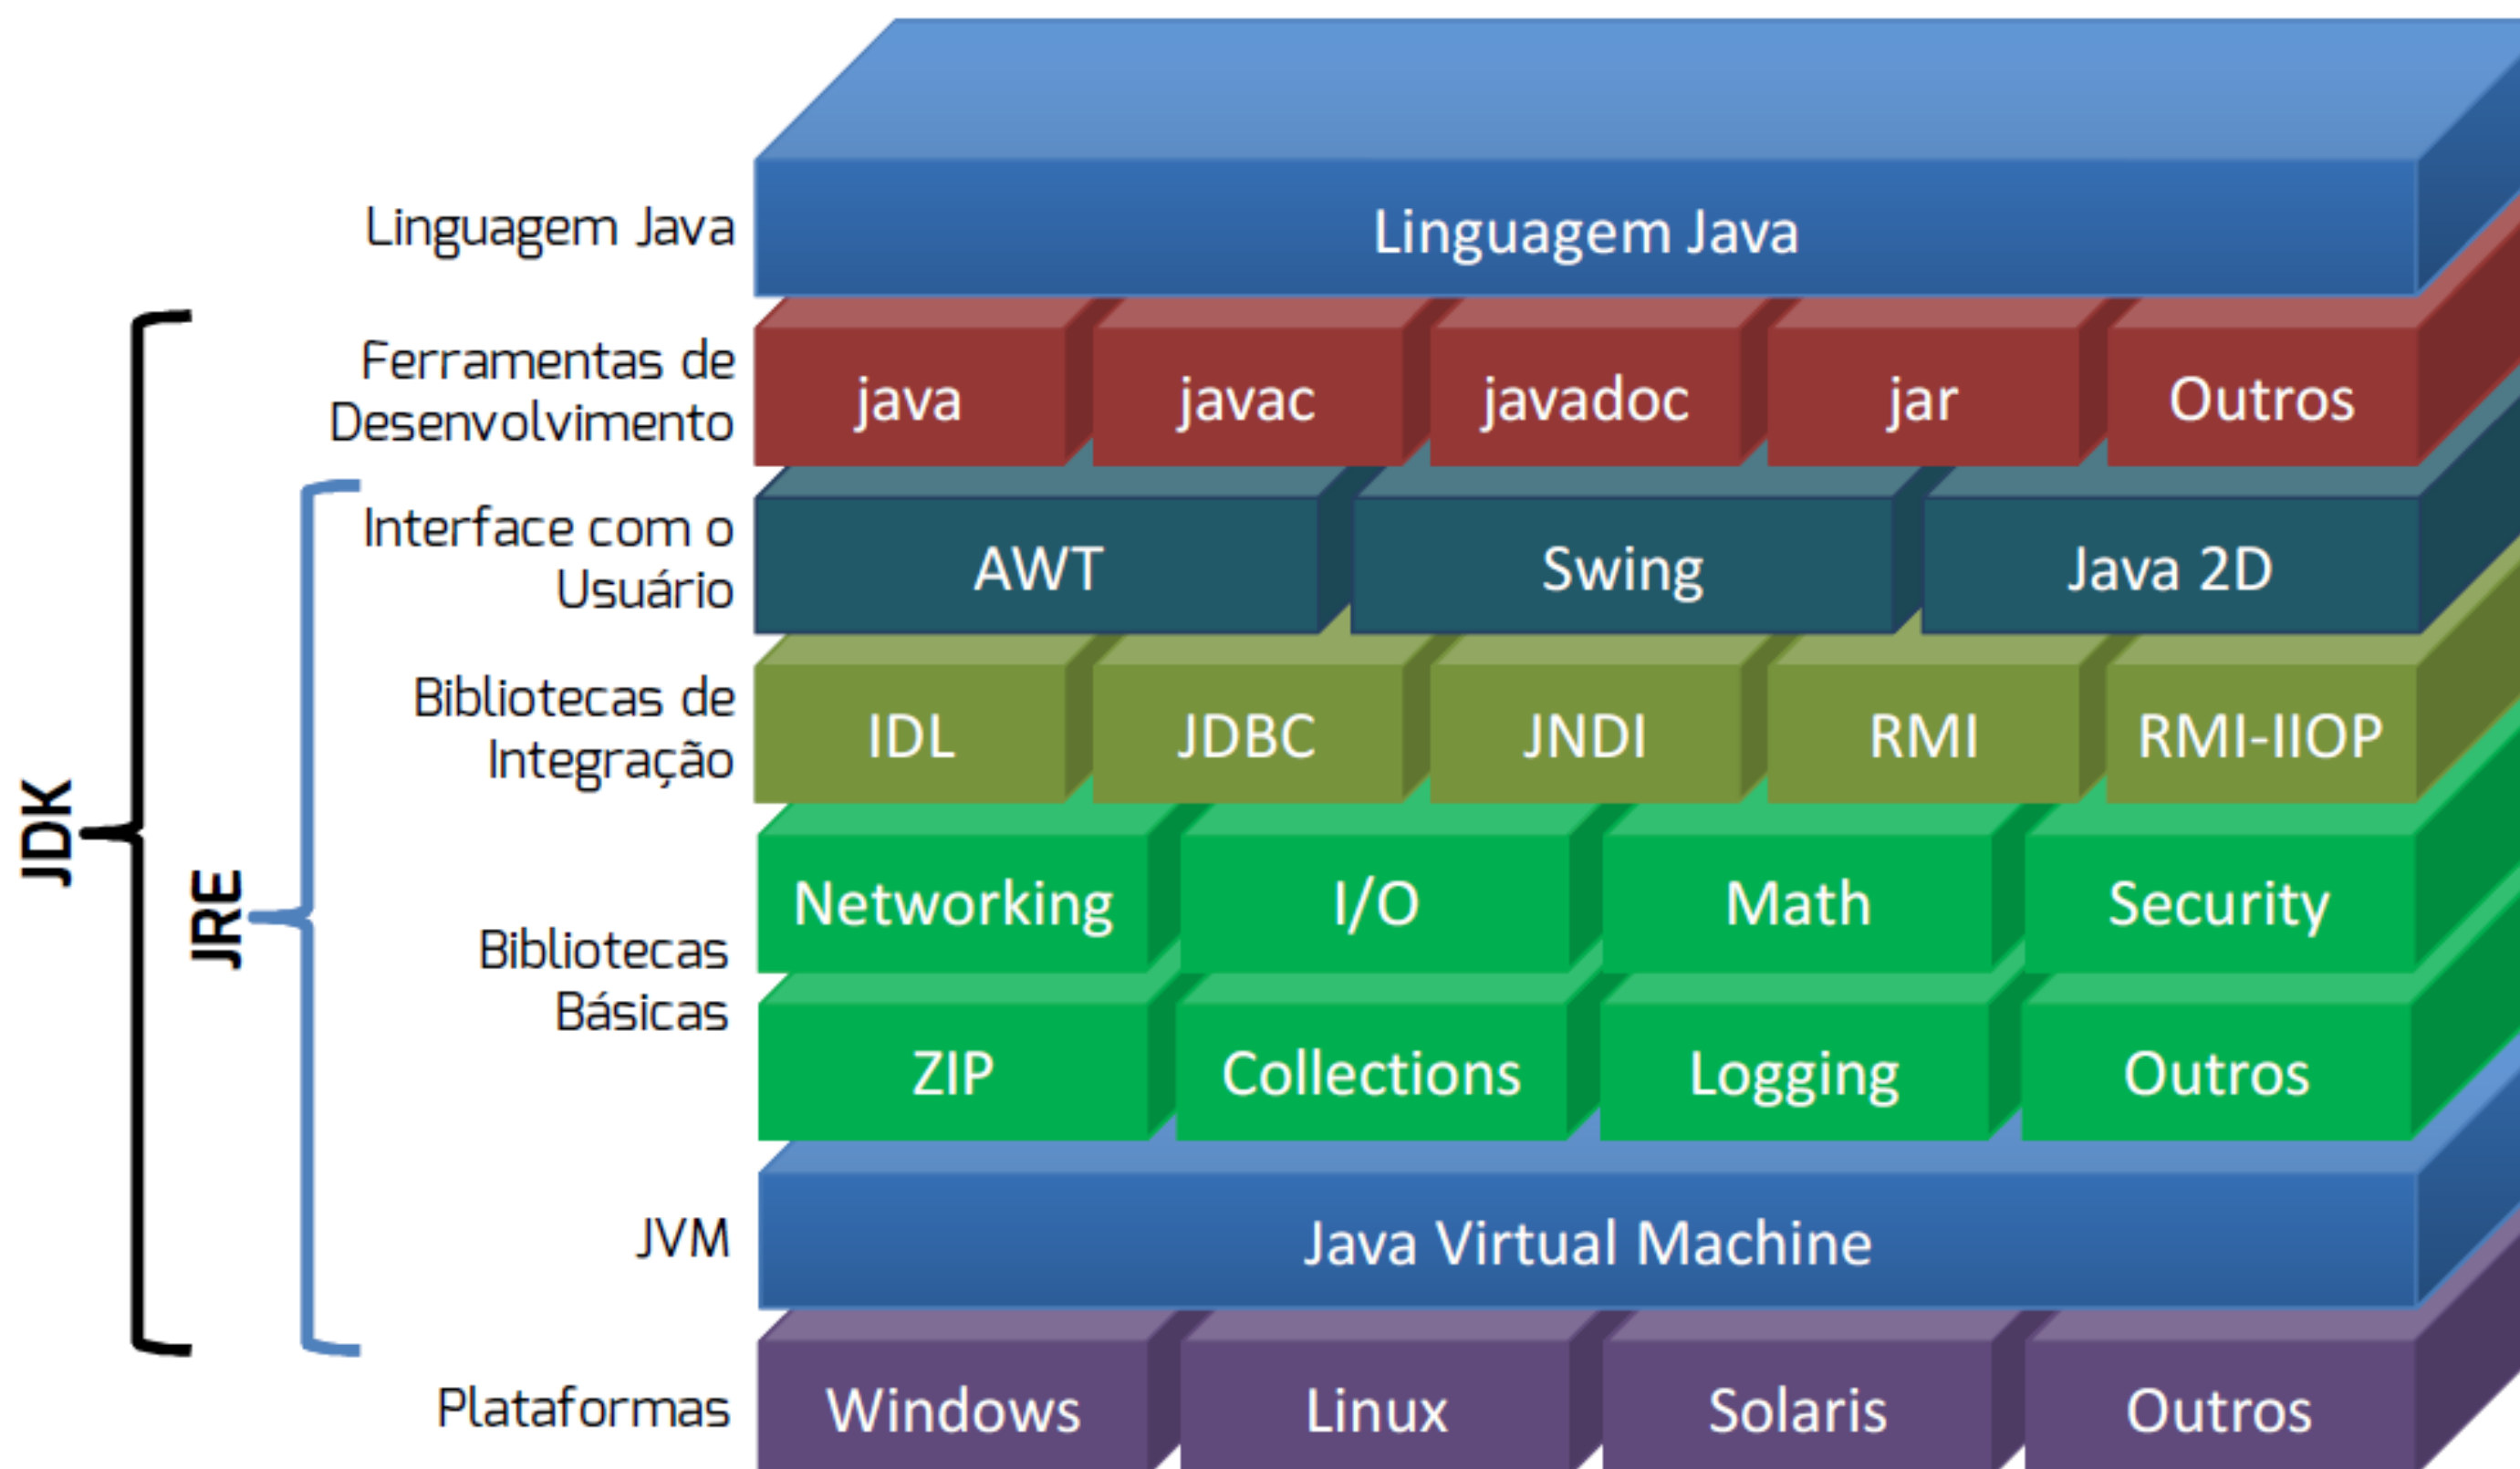 Linguagem Java
Linguagem Java
Ferramentas de
Desenvolvimento
java
javac
javadoc
jar
Outros
Interface com o
Usuário
AWT
Swing
Java 2D
Bibliotecas de
Integração
IDL
JDBC
JNDI
RMI
RMI-IIOP
JDK
JRE
Bibliotecas
Básicas
Networking
I/O
Math
Security
ZIP
Collections
Logging
Outros
JVM
Java Virtual Machine
Plataformas
Windows
Linux
Solaris
Outros